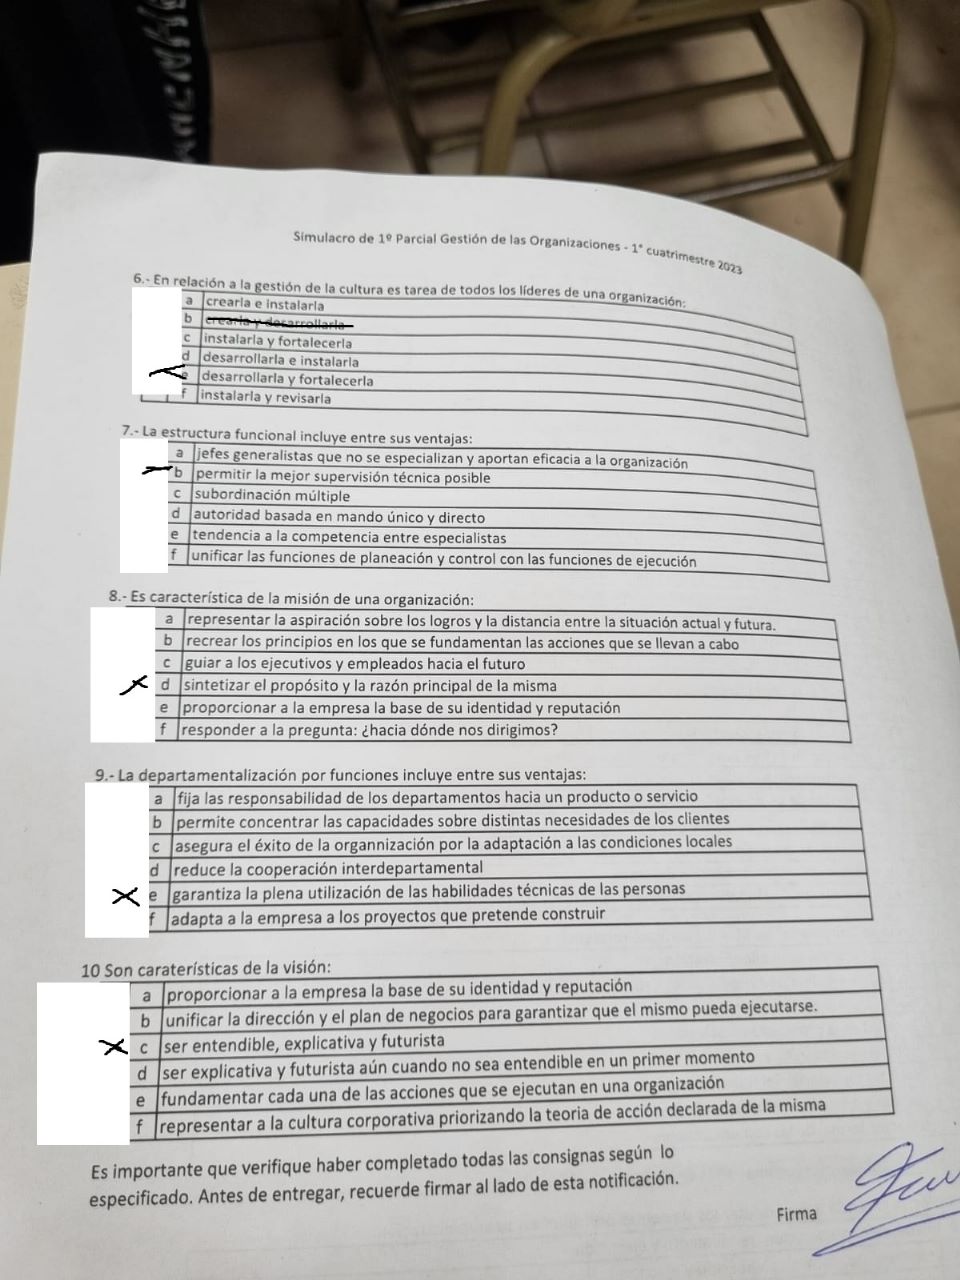 Simulacro de 1º Parcial Gestión de las Organizaciones - 1° cuatrimestre 2023
6.- En relación a la gestión de la cultura es tarea de todos los líderes de una organización:
a crearla e instalarla
b crearla y desarrollarla
c instalarla y fortalecerla
d desarrollarla e instalarla
e desarrollarla y fortalecerla
f instalarla y revisarla
7.- La estructura funcional incluye entre sus ventajas:
a jefes generalistas que no se especializan y aportan eficacia a la organización
b permitir la mejor supervisión técnica posible
c subordinación múltiple
d autoridad basada en mando único y directo
e tendencia a la competencia entre especialistas
f unificar las funciones de planeación y control con las funciones de ejecución
8.- Es característica de la misión de una organización:
a representar la aspiración sobre los logros y la distancia entre la situación actual y futura.
b recrear los principios en los que se fundamentan las acciones que se llevan a cabo
c guiar a los ejecutivos y empleados hacia el futuro
d sintetizar el propósito y la razón principal de la misma
e proporcionar a la empresa la base de su identidad y reputación
f responder a la pregunta: ¿hacia dónde nos dirigimos?
9.- La departamentalización por funciones incluye entre sus ventajas:
a fija las responsabilidad de los departamentos hacia un producto o servicio
b permite concentrar las capacidades sobre distintas necesidades de los clientes
c asegura el éxito de la organnización por la adaptación a las condiciones locales
d reduce la cooperación interdepartamental
e garantiza la plena utilización de las habilidades técnicas de las personas
f adapta a la empresa a los proyectos que pretende construir
10 Son caraterísticas de la visión:
a proporcionar a la empresa la base de su identidad y reputación
b unificar la dirección y el plan de negocios para garantizar que el mismo pueda ejecutarse.
c ser entendible, explicativa y futurista
d ser explicativa y futurista aún cuando no sea entendible en un primer momento
e fundamentar cada una de las acciones que se ejecutan en una organización
f representar a la cultura corporativa priorizando la teoria de acción declarada de la misma
Es importante que verifique haber completado todas las consignas según lo
especificado. Antes de entregar, recuerde firmar al lado de esta notificación.
Firma